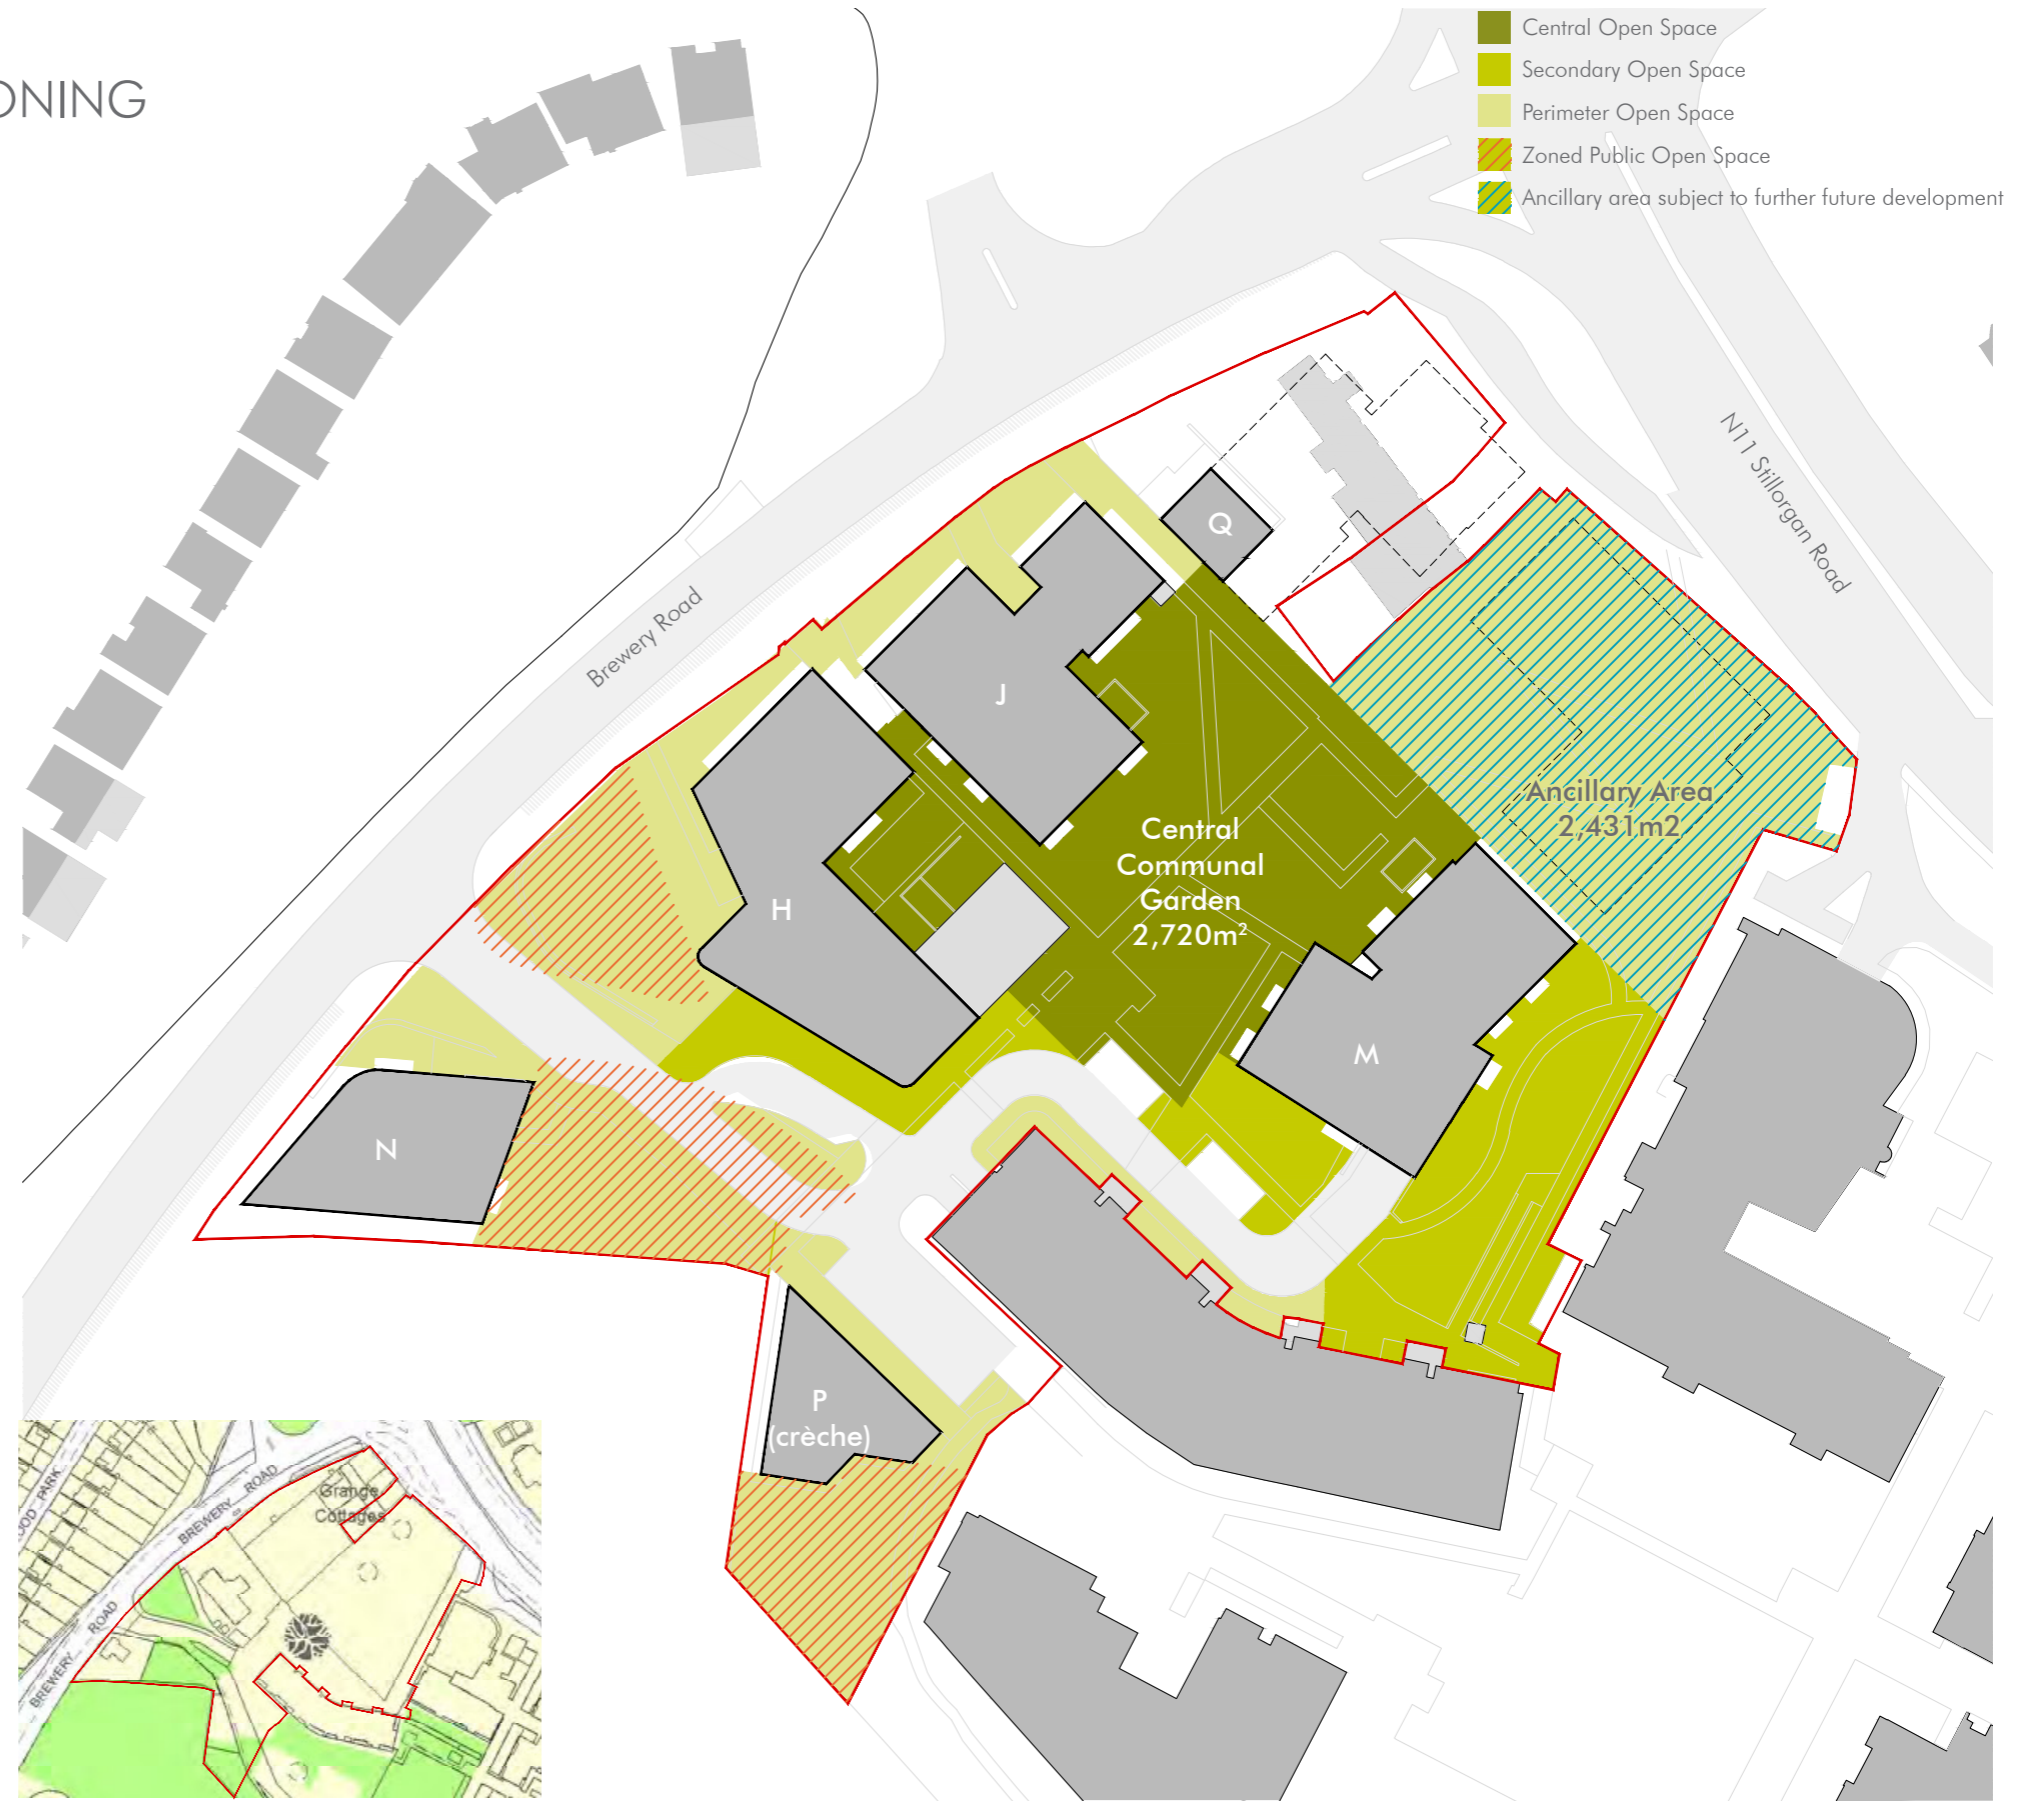 ONING
Central Open Space
Secondary Open Space
Perimeter Open Space
Zoned Public Open Space
Ancillary area subject to further future development
N11 Stillorgan Road
Brewery Road
Q
J
Ancillary Area
2,431m2
Central
Communal
Garden
2,720m²
H
M
N
P
(crèche)
Grange
Cottages
BREWERY ROAD
OOD PARK
BREWERY ROAD